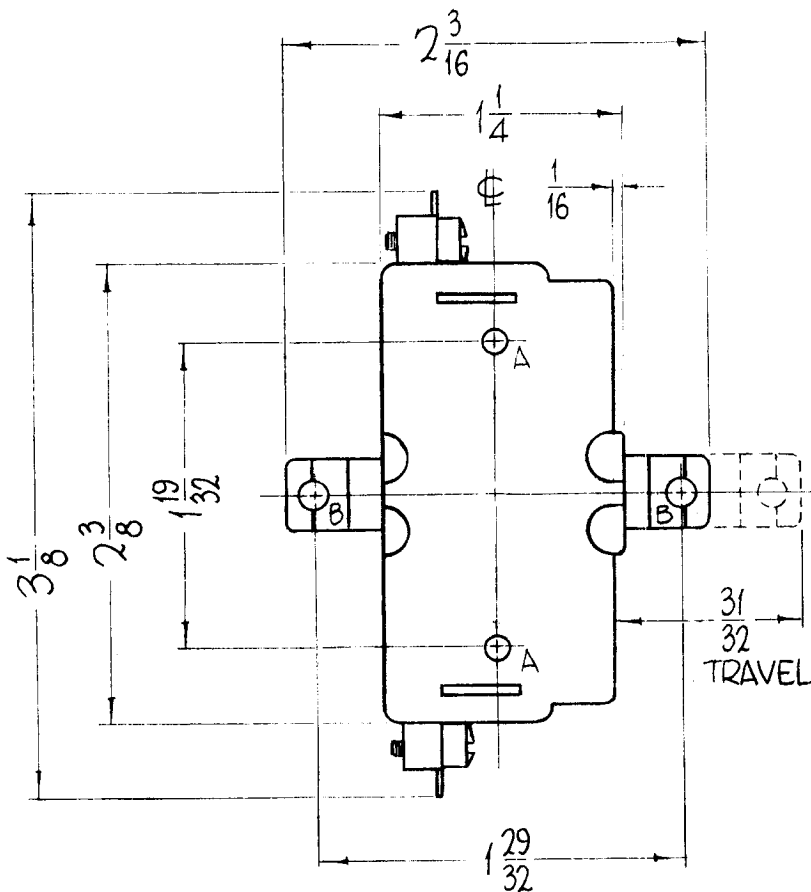 2 3/16
1 1/4
℄
1/16
A
1 19/32
2 3/8
3 1/8
B
B
31/32
TRAVEL
A
1 29/32